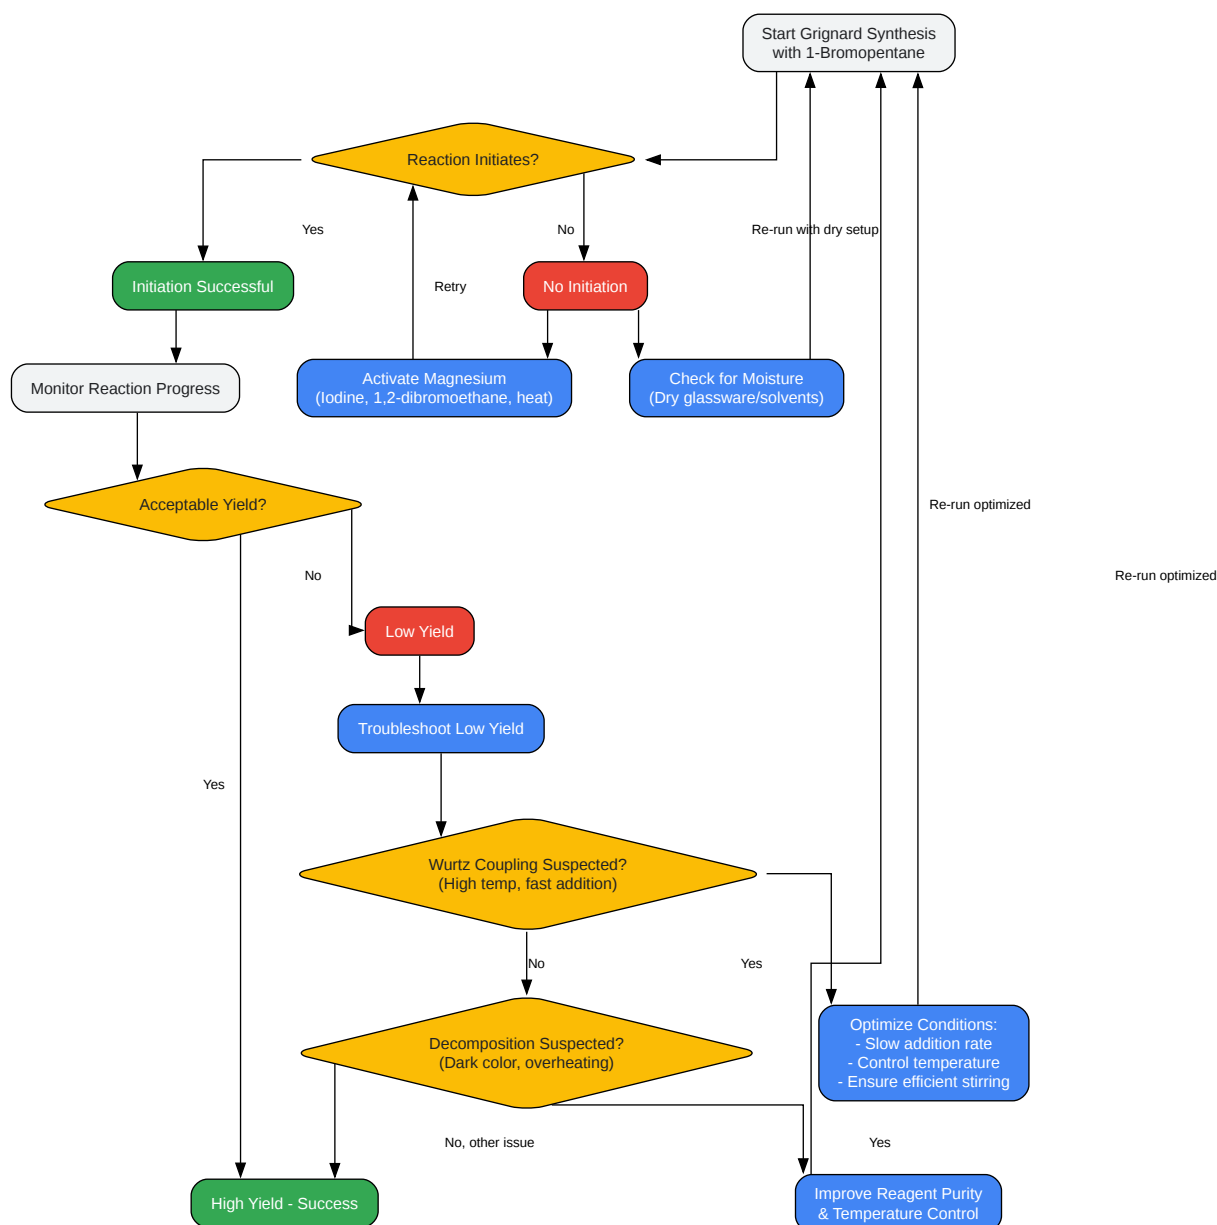 Start Grignard Synthesis
with 1-Bromopentane
Reaction Initiates?
Yes
No
Re-run with dry setup
Initiation Successful
Retry
No Initiation
Monitor Reaction Progress
Activate Magnesium
(Iodine, 1,2-dibromoethane, heat)
Check for Moisture
(Dry glassware/solvents)
Acceptable Yield?
Re-run optimized
No
Re-run optimized
Low Yield
Troubleshoot Low Yield
Yes
Wurtz Coupling Suspected?
(High temp, fast addition)
No
Yes
Decomposition Suspected?
(Dark color, overheating)
Optimize Conditions:
- Slow addition rate
- Control temperature
- Ensure efficient stirring
No, other issue
Yes
High Yield - Success
Improve Reagent Purity
& Temperature Control